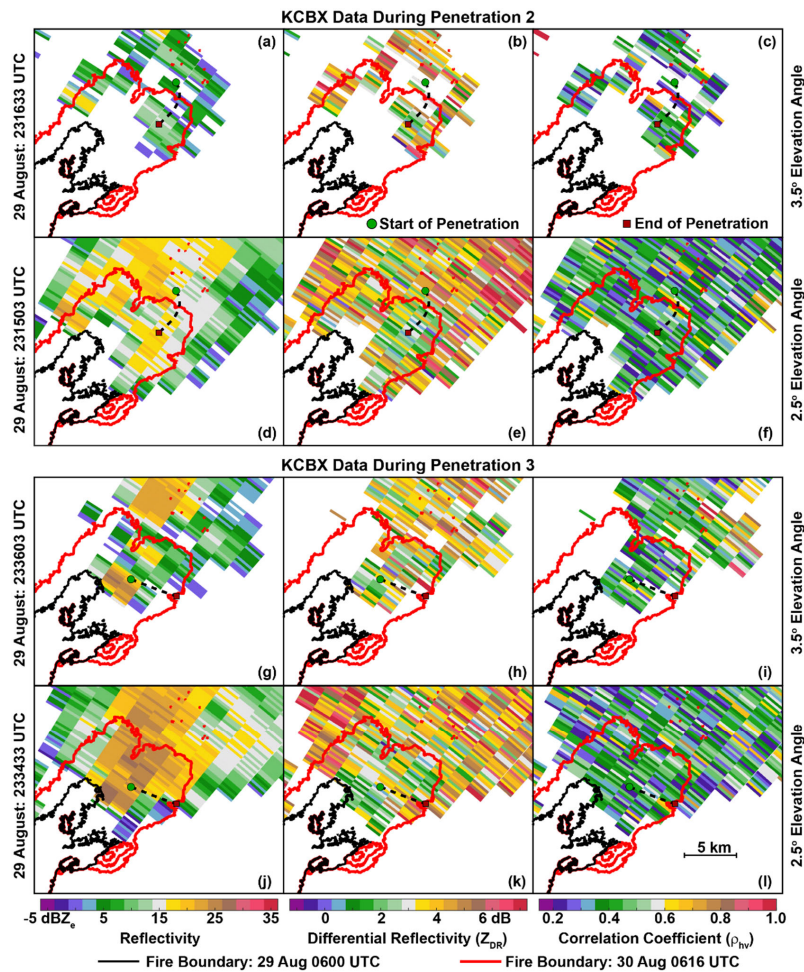 KCBX Data During Penetration 2
29 August: 231633 UTC
(a)
(b)
(c)
3.5° Elevation Angle
Start of Penetration
End of Penetration
29 August: 231503 UTC
(d)
(e)
(f)
2.5° Elevation Angle
KCBX Data During Penetration 3
29 August: 233603 UTC
(g)
(h)
(i)
3.5° Elevation Angle
29 August: 233433 UTC
(j)
(k)
(l)
5 km
2.5° Elevation Angle
-5 dBZe 5 15 25 35
0 2 4 6 dB
0.2 0.4 0.6 0.8 1.0
Reflectivity
Differential Reflectivity (ZDR)
Correlation Coefficient (ρhv)
Fire Boundary: 29 Aug 0600 UTC
Fire Boundary: 30 Aug 0616 UTC